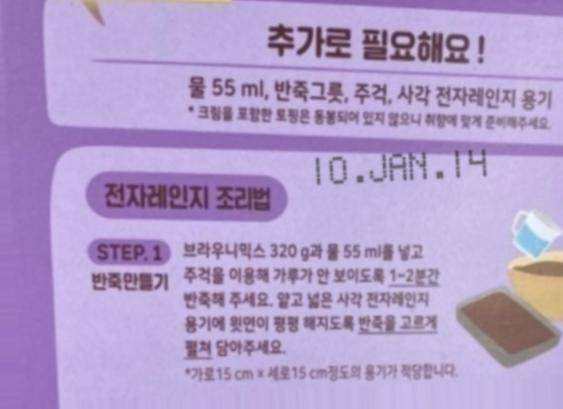 추가로 필요해요!
물 55 ml, 반죽그릇, 주걱, 사각 전자레인지 용기
* 크림을 포함한 토핑은 동봉되어 있지 않으니 취향에 맞게 준비해주세요.
10.JAN.14
전자레인지 조리법
STEP. 1
반죽만들기
브라우니믹스 320 g과 물 55 ml를 넣고
주걱을 이용해 가루가 안 보이도록 1~2분간
반죽해 주세요. 얇고 넓은 사각 전자레인지
용기에 윗면이 평평 해지도록 반죽을 고르게
펼쳐 담아주세요.
*가로15 cm x 세로15 cm정도의 용기가 적당합니다.